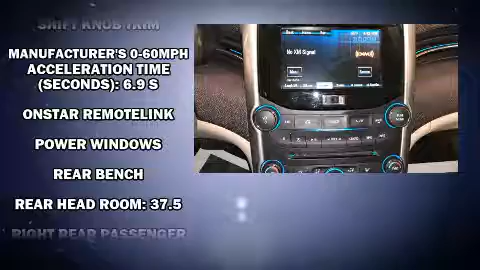 SHIFT KNOB TRIM
MANUFACTURER'S 0-60MPH
ACCELERATION TIME
(SECONDS): 6.9 S
ONSTAR REMOTELINK
POWER WINDOWS
REAR BENCH
REAR HEAD ROOM: 37.5
RIGHT REAR PASSENGER
No XM Signal